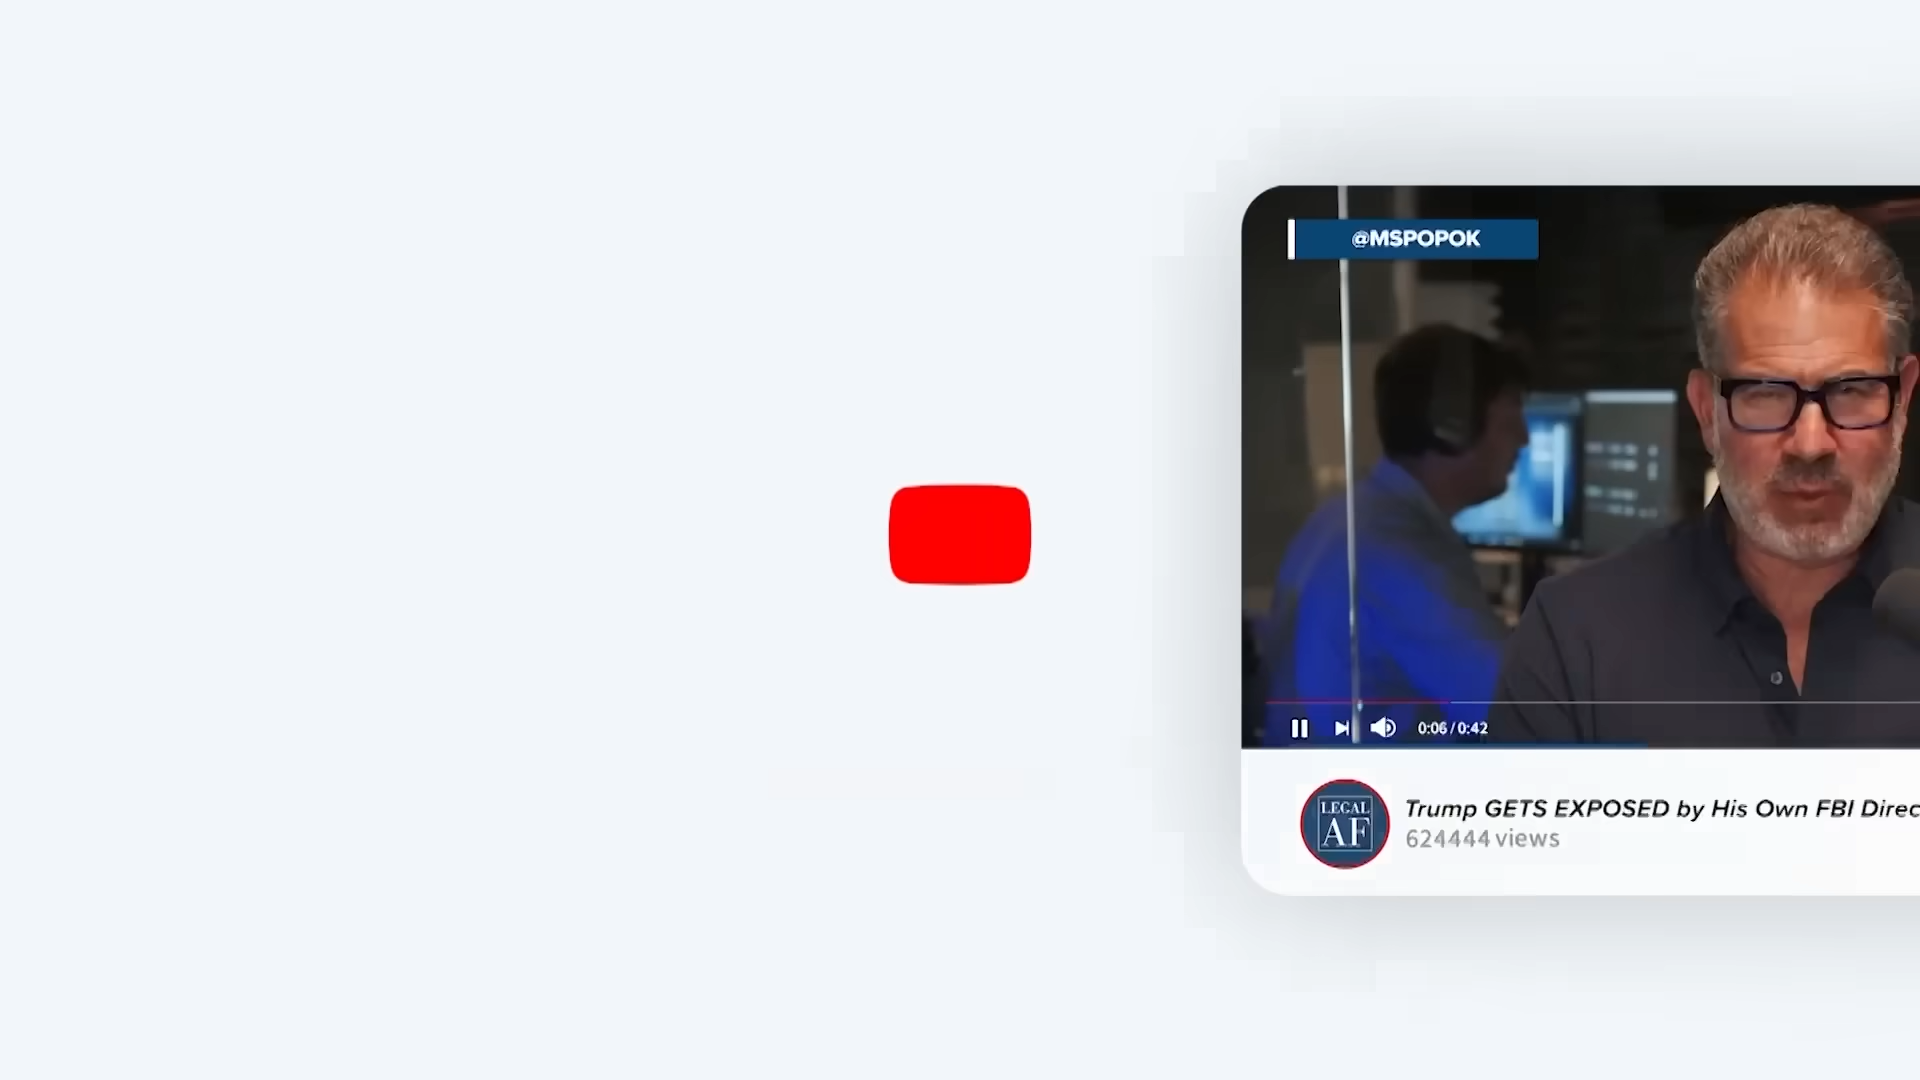 @MSPOPOK
0:06 / 0:42
LEGAL
AF
Trump GETS EXPOSED by His Own FBI Direc
624444 views